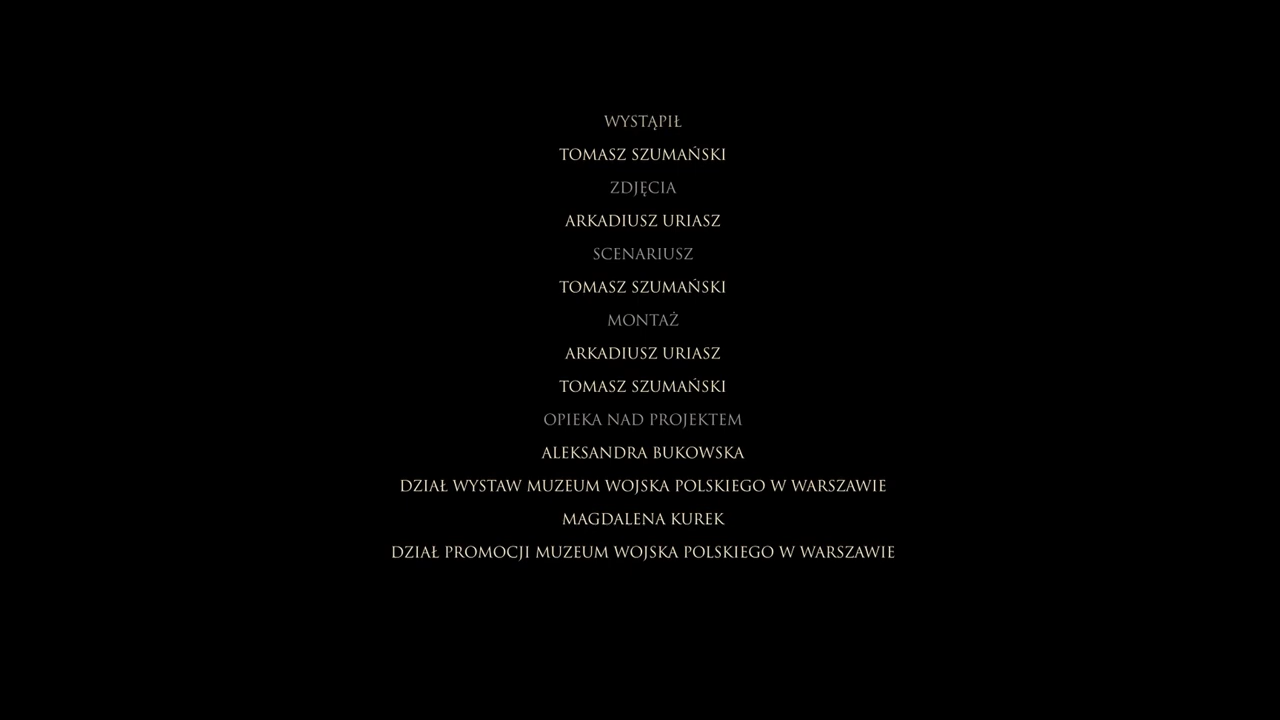 WYSTĄPIŁ
TOMASZ SZUMAŃSKI
ZDJĘCIA
ARKADIUSZ URIASZ
SCENARIUSZ
TOMASZ SZUMAŃSKI
MONTAŻ
ARKADIUSZ URIASZ
TOMASZ SZUMAŃSKI
OPIEKA NAD PROJEKTEM
ALEKSANDRA BUKOWSKA
DZIAŁ WYSTAW MUZEUM WOJSKA POLSKIEGO W WARSZAWIE
MAGDALENA KUREK
DZIAŁ PROMOCJI MUZEUM WOJSKA POLSKIEGO W WARSZAWIE